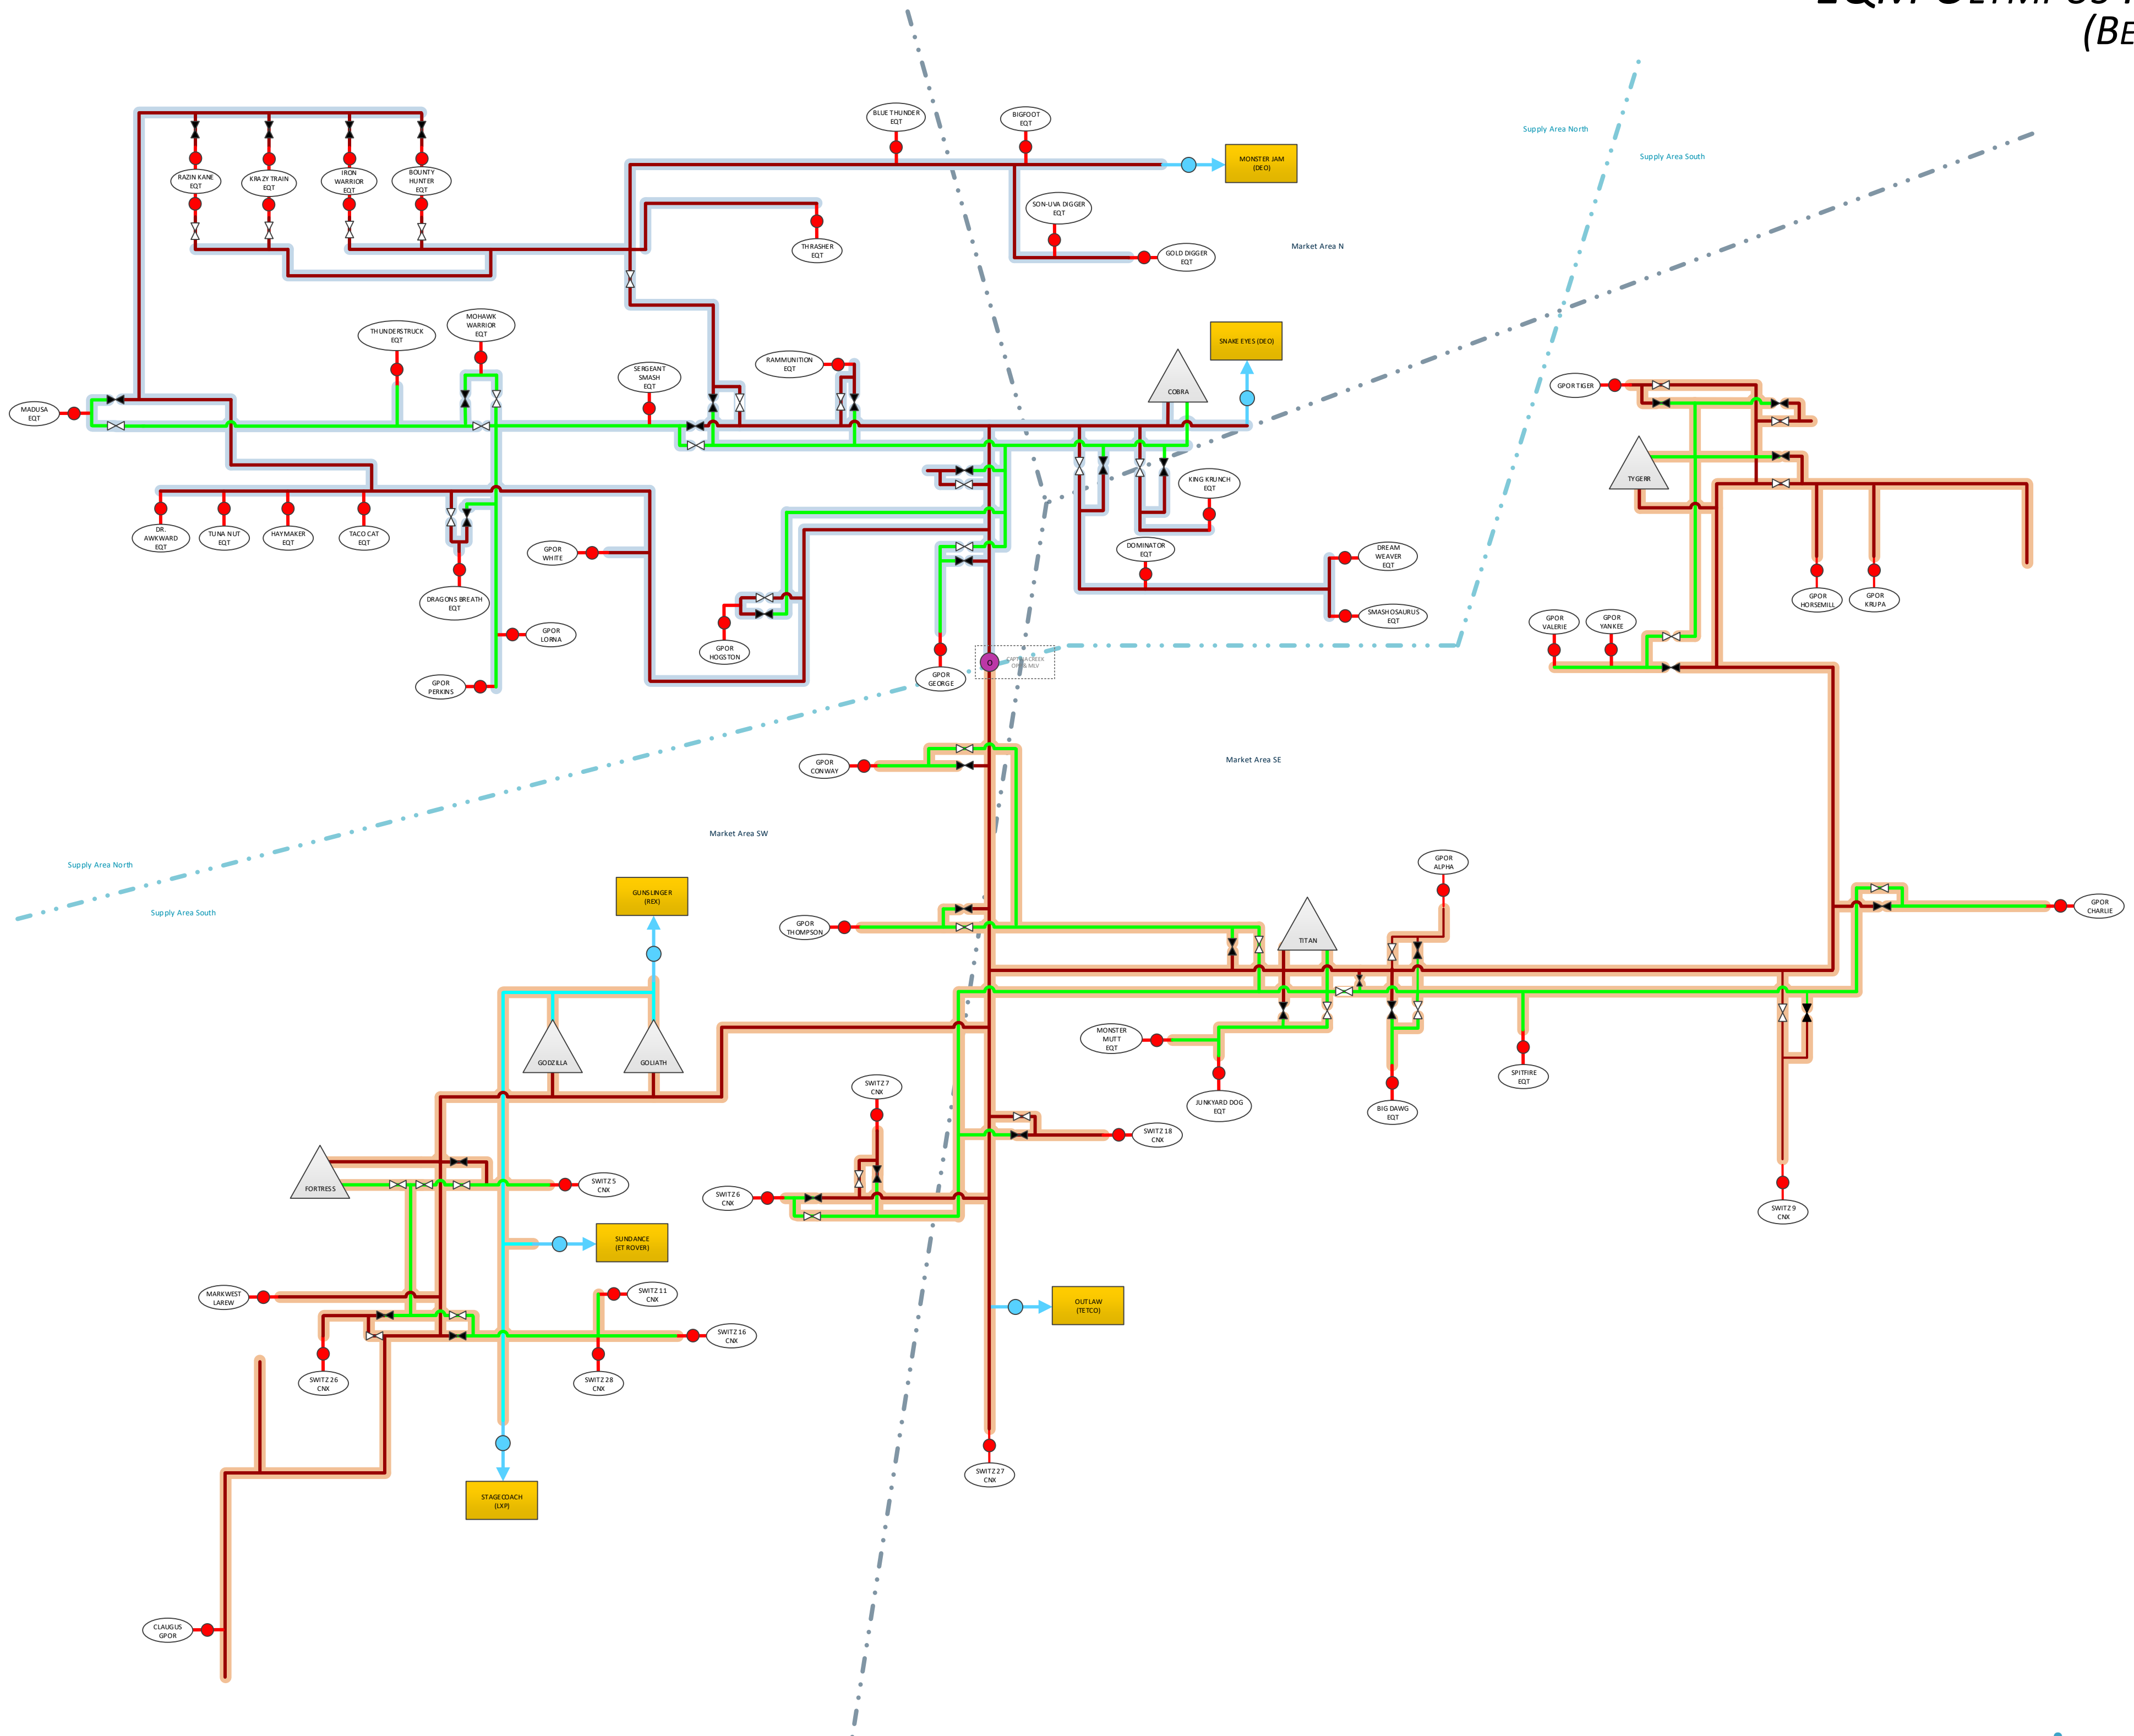 (BE
BLUE THUNDER
EQT
BIGFOOT
EQT
MONSTER JAM
(DEO)
Supply Area North
Supply Area South
RAZIN KANE
EQT
KRAZY TRAIN
EQT
IRON
WARRIOR
EQT
BOUNTY
HUNTER
EQT
THRASHER
EQT
SON-UVA DIGGER
EQT
GOLD DIGGER
EQT
Market Area N
THUNDERSTRUCK
EQT
MOHAWK
WARRIOR
EQT
SERGEANT
SMASH
EQT
RAMMUNITION
EQT
COBRA
SNAKE EYES (DEO)
MADUSA
EQT
GPOR TIGER
TYGERR
KING KRUNCH
EQT
DR.
AWKWARD
EQT
TUNA NUT
EQT
HAYMAKER
EQT
TACO CAT
EQT
DRAGONS BREATH
EQT
GPOR
WHITE
DOMINATOR
EQT
DREAM
WEAVER
EQT
SMASHOSAURUS
EQT
GPOR
HORSEMILL
GPOR
KRUPA
GPOR
VALERIE
GPOR
YANKEE
GPOR
LORNA
GPOR
HOGSTON
GPOR
GEORGE
O
GPOR
PERKINS
GPOR
CONWAY
Market Area SE
Market Area SW
Supply Area North
Supply Area South
GUNSLINGER
(REX)
GPOR
THOMPSON
TITAN
GPOR
ALPHA
GPOR
CHARLIE
GODZILLA
GOLIATH
MONSTER
MUTT
EQT
JUNKYARD DOG
EQT
BIG DAWG
EQT
SPITFIRE
EQT
SWITZ 7
CNX
SWITZ 18
CNX
FORTRESS
SWITZ 5
CNX
SWITZ 6
CNX
SWITZ 9
CNX
SUNDANCE
(ET ROVER)
MARKWEST
LAREW
SWITZ 11
CNX
SWITZ 16
CNX
OUTLAW
(TETCO)
SWITZ 26
CNX
SWITZ 28
CNX
STAGECOACH
(LXP)
SWITZ 27
CNX
CLAUGUS
GPOR